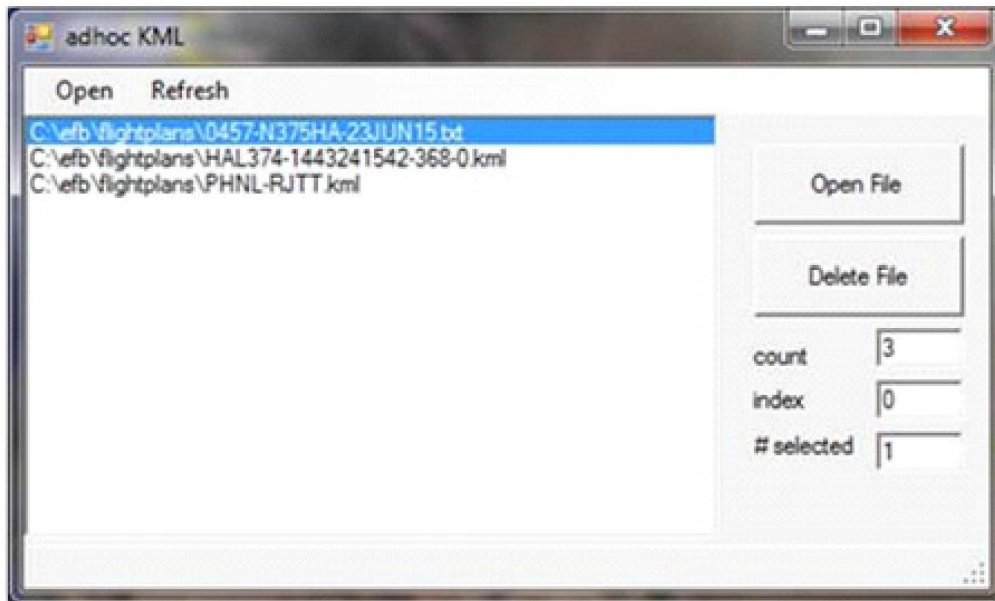 adhoc KML
Open Refresh
C:\efb\flightplans\0457-N375HA-23JUN15.txt
C:\efb\flightplans\HAL374-1443241542-368-0.kml
C:\efb\flightplans\PHNL-RJTT.kml
Open File
Delete File
count 3
index 0
# selected 1